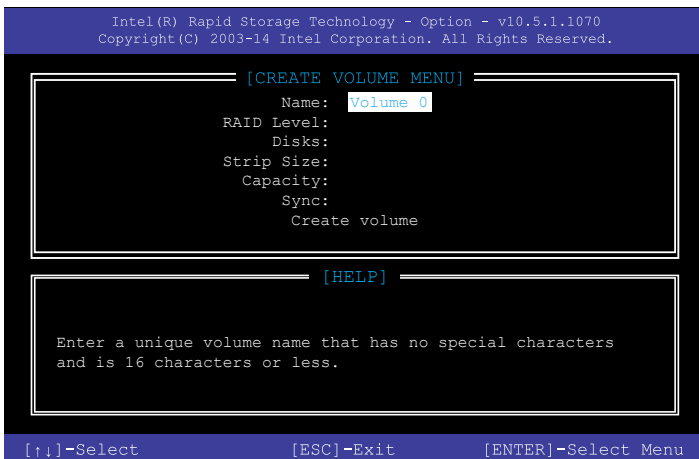 Intel(R) Rapid Storage Technology - Option - v10.5.1.1070
Copyright(C) 2003-14 Intel Corporation. All Rights Reserved.
[CREATE VOLUME MENU]
Name: Volume 0
RAID Level:
Disks:
Strip Size:
Capacity:
Sync:
Create volume
[HELP]
Enter a unique volume name that has no special characters
and is 16 characters or less.
[↑↓]-Select [ESC]-Exit [ENTER]-Select Menu